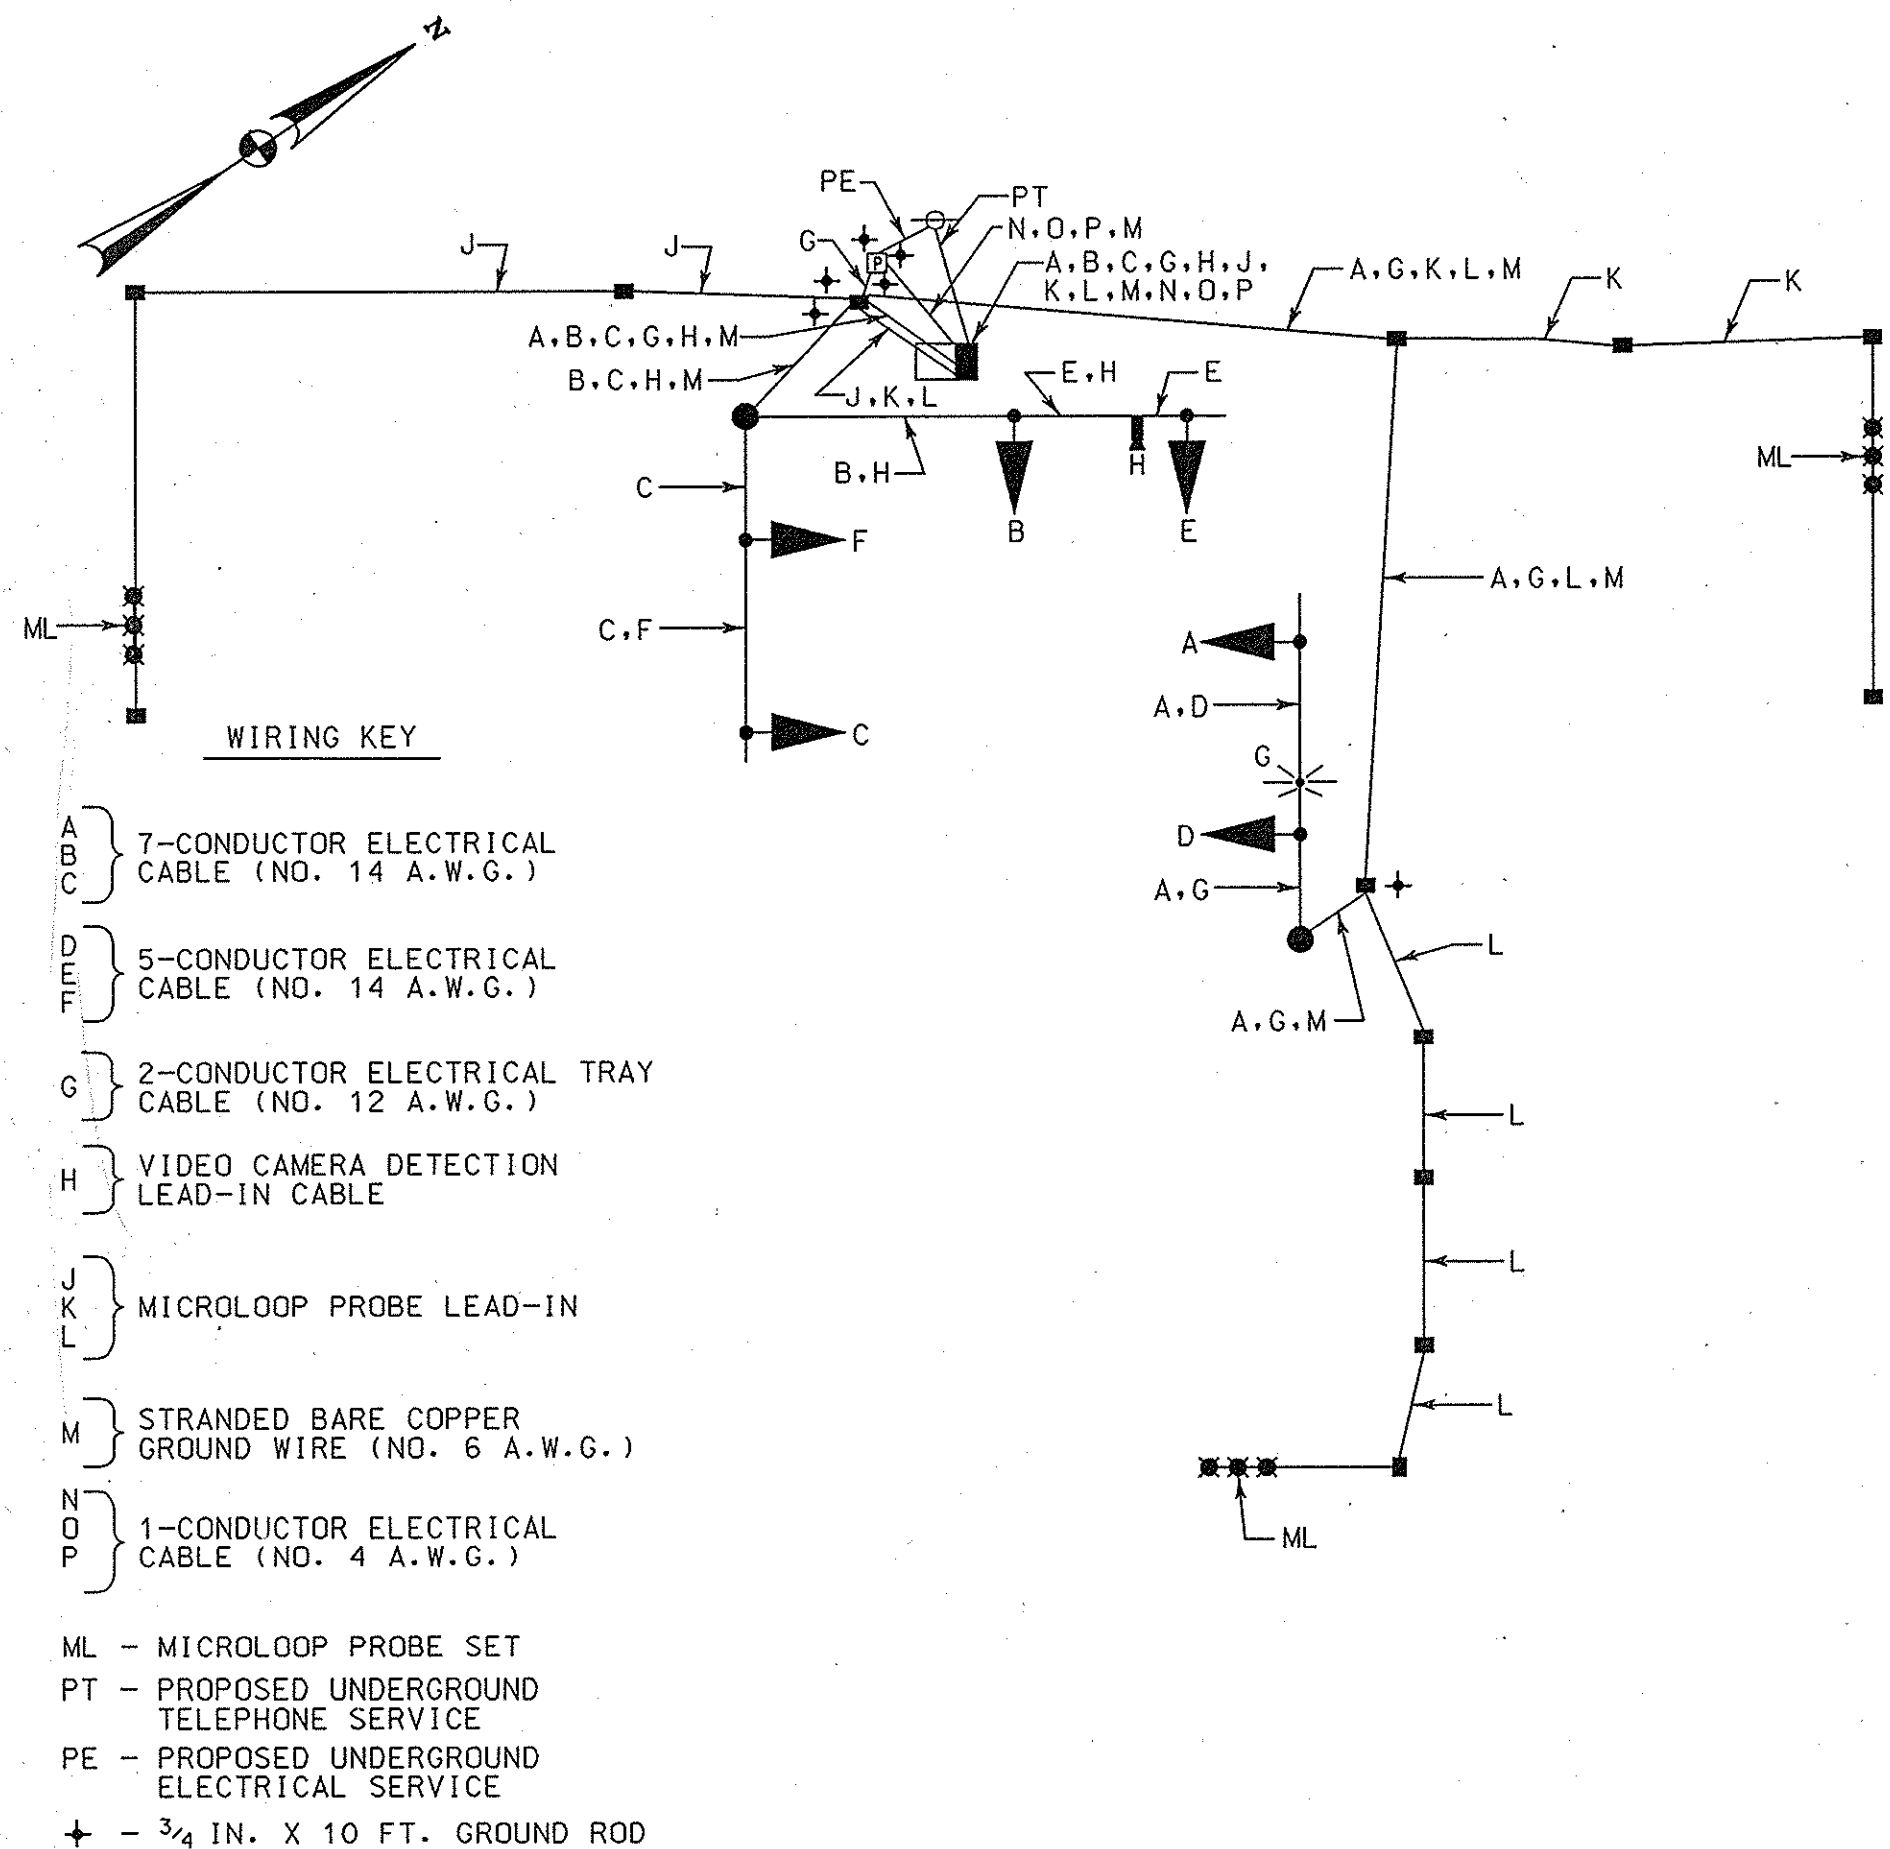 N
PE
PT
N,O,P,M
G
P
A,B,C,G,H,J,
K,L,M,N,O,P
J
J
A,G,K,L,M
K
K
A,B,C,G,H,M
B,C,H,M
J,K,L
E,H
E
B,H
H
B
E
ML
C
F
C,F
C
ML
A,G,L,M
A
A,D
G
D
A,G
A,G,M
L
L
L
L
ML
WIRING KEY
A
B
C
7-CONDUCTOR ELECTRICAL
CABLE (NO. 14 A.W.G.)
D
E
F
5-CONDUCTOR ELECTRICAL
CABLE (NO. 14 A.W.G.)
G
2-CONDUCTOR ELECTRICAL TRAY
CABLE (NO. 12 A.W.G.)
H
VIDEO CAMERA DETECTION
LEAD-IN CABLE
J
K
L
MICROLOOP PROBE LEAD-IN
M
STRANDED BARE COPPER
GROUND WIRE (NO. 6 A.W.G.)
N
O
P
1-CONDUCTOR ELECTRICAL
CABLE (NO. 4 A.W.G.)
ML - MICROLOOP PROBE SET
PT - PROPOSED UNDERGROUND
TELEPHONE SERVICE
PE - PROPOSED UNDERGROUND
ELECTRICAL SERVICE
- 3/4 IN. X 10 FT. GROUND ROD